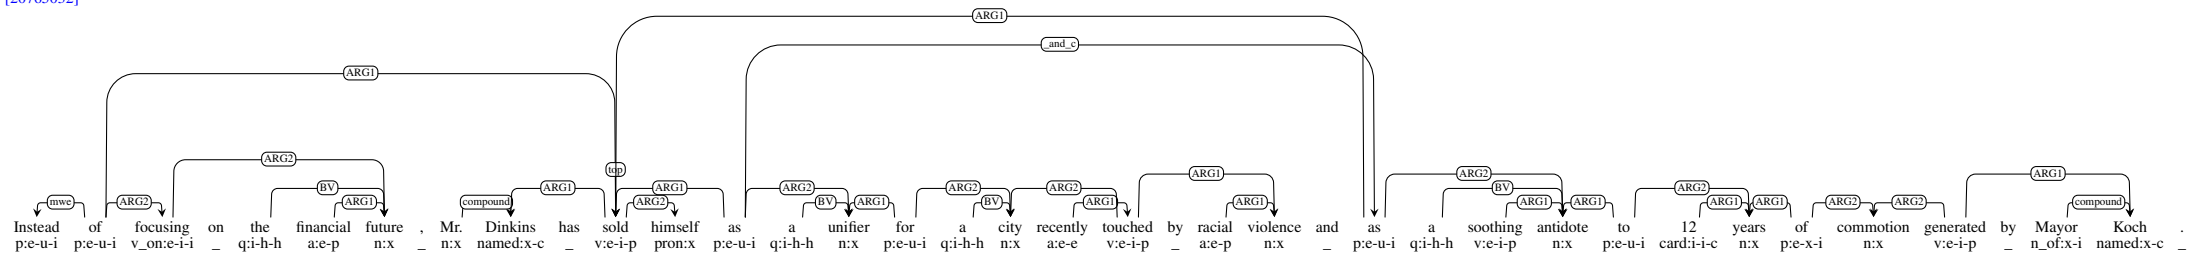 ARG1
_and_c
ARG1
ARG2 top ARG1
BV ARG1 ARG1 ARG2 ARG2 ARG2 ARG2 BV ARG2
mwe ARG2 ARG1 compound ARG2 BV ARG1 BV ARG1 ARG1 ARG1 ARG1 ARG1 ARG1 ARG2 ARG2 compound
Instead of focusing on the financial future , Mr. Dinkins has sold himself as a unifier for a city recently touched by racial violence and as a soothing antidote to 12 years of commotion generated by Mayor Koch .
p:e-u-i p:e-u-i v_on:e-i-i _ q:i-h-h a:e-p n:x _ n:x named:x-c _ v:e-i-p pron:x p:e-u-i q:i-h-h n:x p:e-u-i q:i-h-h n:x a:e-e v:e-i-p _ a:e-p n:x _ p:e-u-i q:i-h-h v:e-i-p n:x p:e-u-i card:i-i-c n:x p:e-x-i n:x v:e-i-p _ n_of:x-i named:x-c _